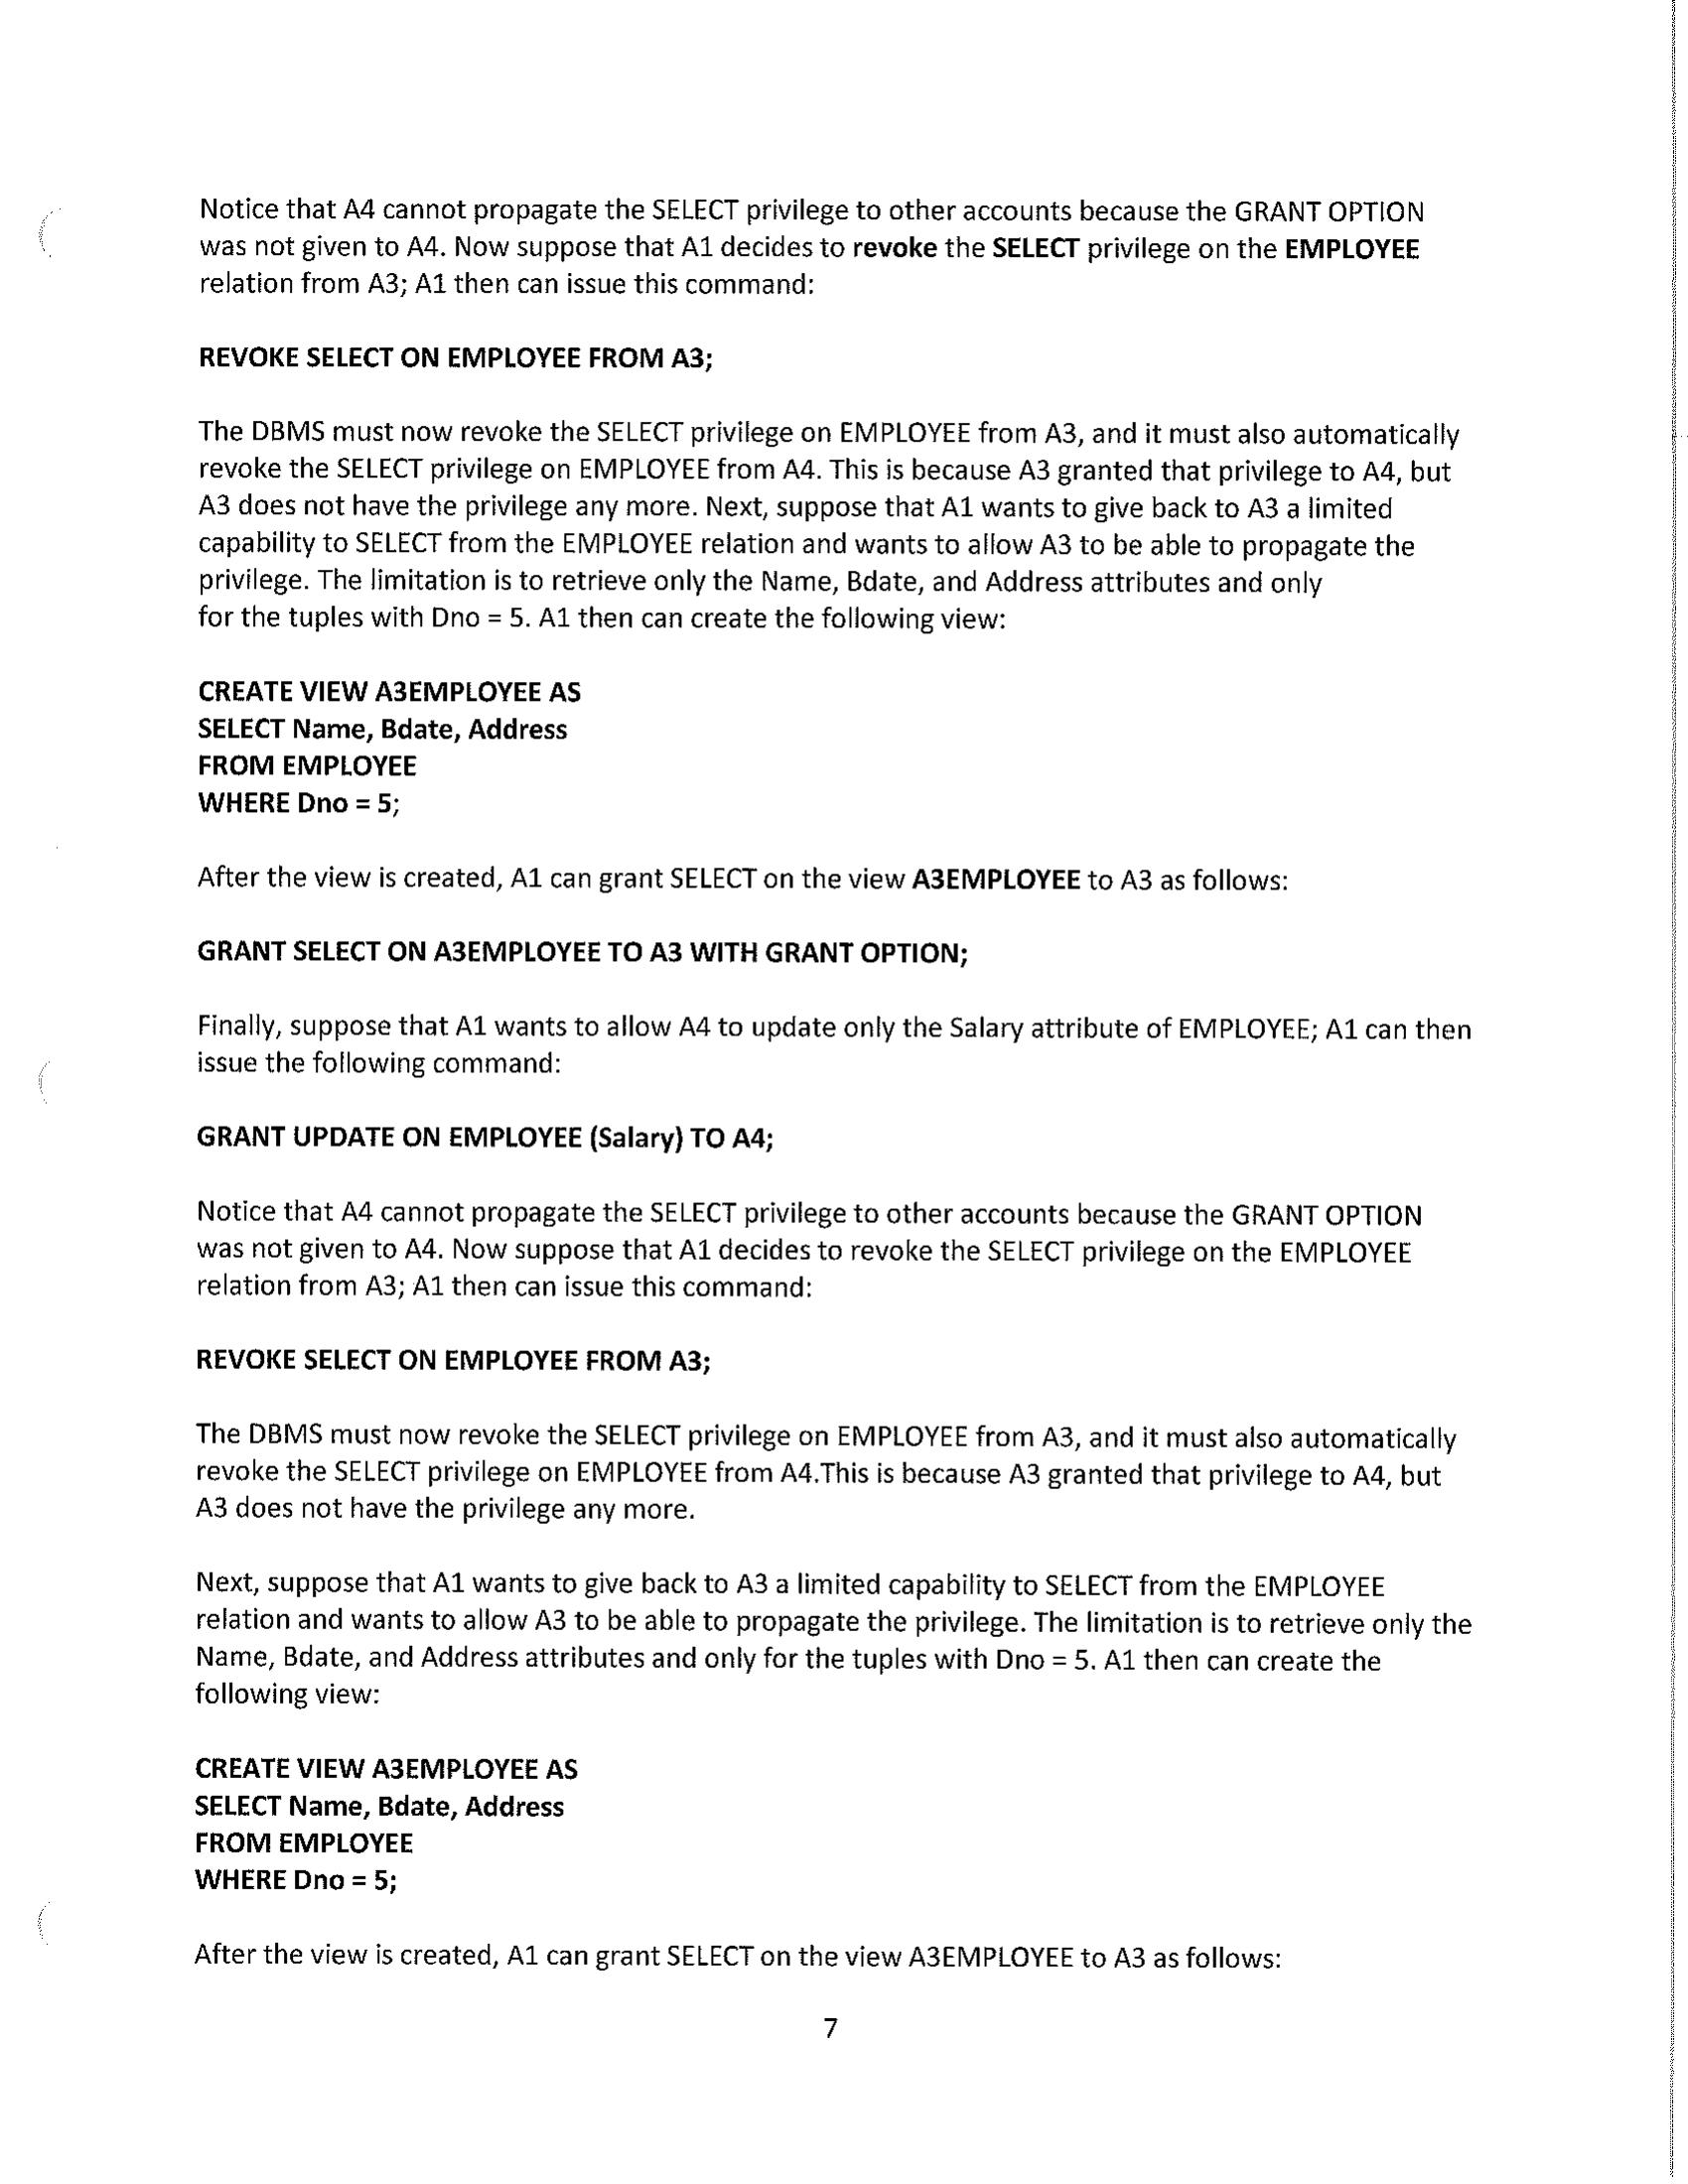 Notice that A4 cannot propagate the SELECT privilege to other accounts because the GRANT OPTION
was not given to A4. Now suppose that A1 decides to revoke the SELECT privilege on the EMPLOYEE
relation from A3; A1 then can issue this command:
REVOKE SELECT ON EMPLOYEE FROM A3;
The DBMS must now revoke the SELECT privilege on EMPLOYEE from A3, and it must also automatically
revoke the SELECT privilege on EMPLOYEE from A4. This is because A3 granted that privilege to A4, but
A3 does not have the privilege any more. Next, suppose that A1 wants to give back to A3 a limited
capability to SELECT from the EMPLOYEE relation and wants to allow A3 to be able to propagate the
privilege. The limitation is to retrieve only the Name, Bdate, and Address attributes and only
for the tuples with Dno = 5. A1 then can create the following view:
CREATE VIEW A3EMPLOYEE AS
SELECT Name, Bdate, Address
FROM EMPLOYEE
WHERE Dno = 5;
After the view is created, A1 can grant SELECT on the view A3EMPLOYEE to A3 as follows:
GRANT SELECT ON A3EMPLOYEE TO A3 WITH GRANT OPTION;
Finally, suppose that A1 wants to allow A4 to update only the Salary attribute of EMPLOYEE; A1 can then
issue the following command:
GRANT UPDATE ON EMPLOYEE (Salary) TO A4;
Notice that A4 cannot propagate the SELECT privilege to other accounts because the GRANT OPTION
was not given to A4. Now suppose that A1 decides to revoke the SELECT privilege on the EMPLOYEE
relation from A3; A1 then can issue this command:
REVOKE SELECT ON EMPLOYEE FROM A3;
The DBMS must now revoke the SELECT privilege on EMPLOYEE from A3, and it must also automatically
revoke the SELECT privilege on EMPLOYEE from A4.This is because A3 granted that privilege to A4, but
A3 does not have the privilege any more.
Next, suppose that A1 wants to give back to A3 a limited capability to SELECT from the EMPLOYEE
relation and wants to allow A3 to be able to propagate the privilege. The limitation is to retrieve only the
Name, Bdate, and Address attributes and only for the tuples with Dno = 5. A1 then can create the
following view:
CREATE VIEW A3EMPLOYEE AS
SELECT Name, Bdate, Address
FROM EMPLOYEE
WHERE Dno = 5;
After the view is created, A1 can grant SELECT on the view A3EMPLOYEE to A3 as follows:
7